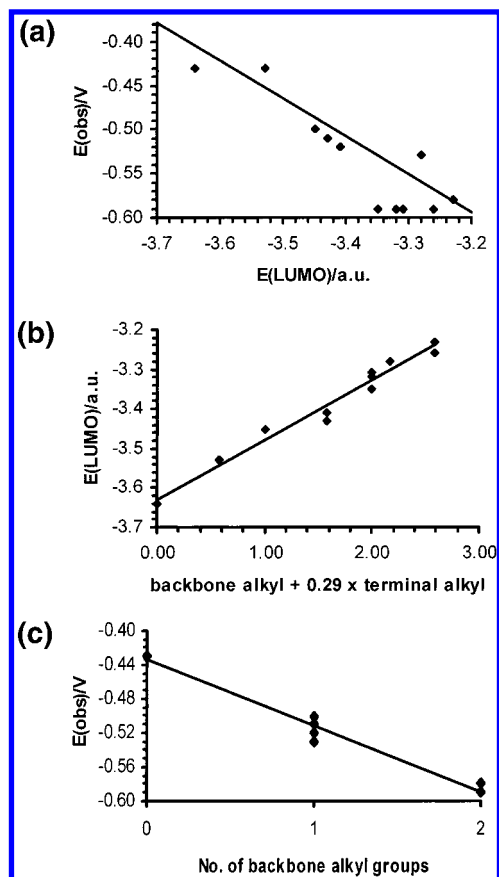 (a)
E(obs)/V
-0.40
-0.45
-0.50
-0.55
-0.60
-3.7 -3.6 -3.5 -3.4 -3.3 -3.2
E(LUMO)/a.u.
(b)
E(LUMO)/a.u.
-3.2
-3.3
-3.4
-3.5
-3.6
-3.7
0.00 1.00 2.00 3.00
backbone alkyl + 0.29 x terminal alkyl
(c)
E(obs)/V
-0.40
-0.44
-0.48
-0.52
-0.56
-0.60
0 1 2
No. of backbone alkyl groups